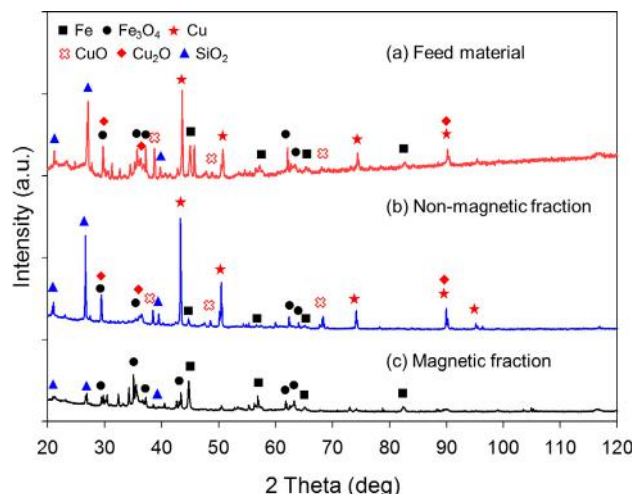 Fe Fe₃O₄ Cu
CuO Cu₂O SiO₂
(a) Feed material
(b) Non-magnetic fraction
(c) Magnetic fraction
Intensity (a.u.)
20 30 40 50 60 70 80 90 100 110 120
2 Theta (deg)